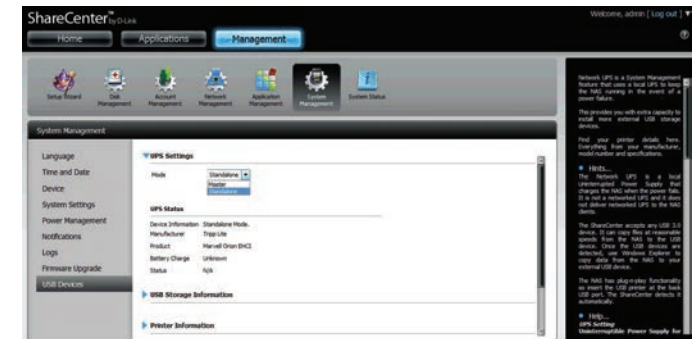 ShareCenter™ by D-Link
Welcome, admin [ Log out ]
Home
Applications
Management
Setup Wizard
Disk Management
Account Management
Network Management
Application Management
System Management
System Status
System Management
Language
Time and Date
Device
System Settings
Power Management
Notifications
Logs
Firmware Upgrade
USB Devices
UPS Settings
Mode Standalone
Master
Standalone
UPS Status
Device Information Standalone Mode.
Manufacturer Tripp Lite
Product Marvell Orion EHCI
Battery Charge Unknown
Status N/A
USB Storage Information
Printer Information
Network UPS is a System Management
feature that uses a local UPS to keep
the NAS running in the event of a
power failure.
This provides you with extra capacity to
install more external USB storage
devices.
Find your printer details here.
Everything from your manufacturer,
model number and specifications.
Hints...
The Network UPS is a local
Uninterrupted Power Supply that
charges the NAS when the power fails.
It is not a networked UPS and it does
not deliver networked UPS to the NAS
clients.
The ShareCenter accepts any USB 3.0
device. It can copy files at reasonable
speeds from the NAS to the USB
device. Once the USB devices are
detected, use Windows Explorer to
copy data from the NAS to your
external USB device.
The NAS has plug-n-play functionality
so insert the USB printer at the back
USB port. The ShareCenter detects it
automatically.
Help...
UPS Setting
Uninterruptible Power Supply for